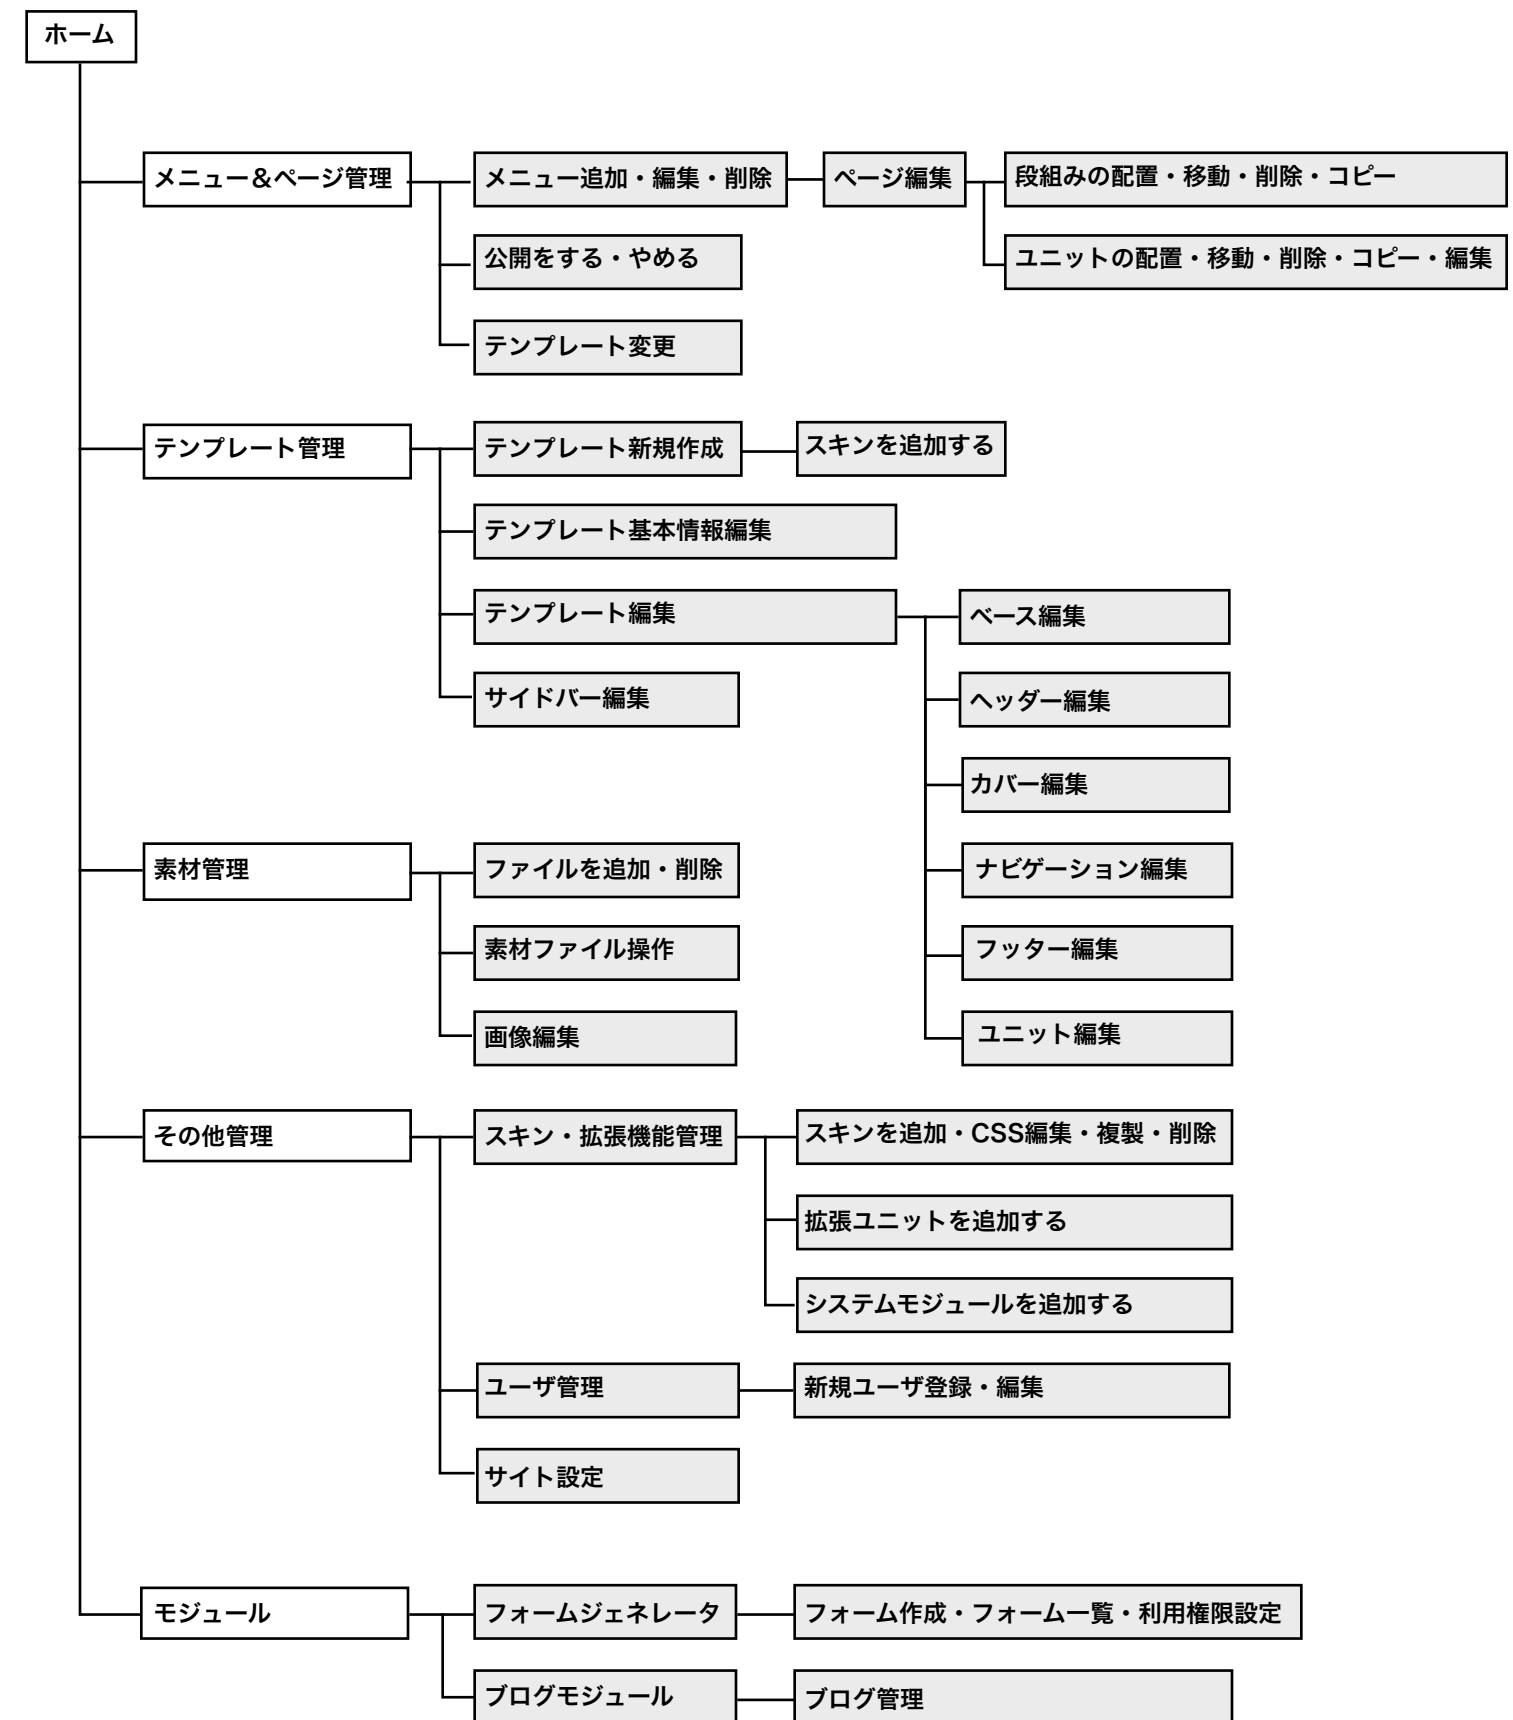 ホーム
メニュー＆ページ管理
メニュー追加・編集・削除
ページ編集
段組みの配置・移動・削除・コピー
公開をする・やめる
ユニットの配置・移動・削除・コピー・編集
テンプレート変更
テンプレート管理
テンプレート新規作成
スキンを追加する
テンプレート基本情報編集
テンプレート編集
ベース編集
サイドバー編集
ヘッダー編集
カバー編集
素材管理
ファイルを追加・削除
ナビゲーション編集
素材ファイル操作
フッター編集
画像編集
ユニット編集
その他管理
スキン・拡張機能管理
スキンを追加・CSS編集・複製・削除
拡張ユニットを追加する
システムモジュールを追加する
ユーザ管理
新規ユーザ登録・編集
サイト設定
モジュール
フォームジェネレータ
フォーム作成・フォーム一覧・利用権限設定
ブログモジュール
ブログ管理